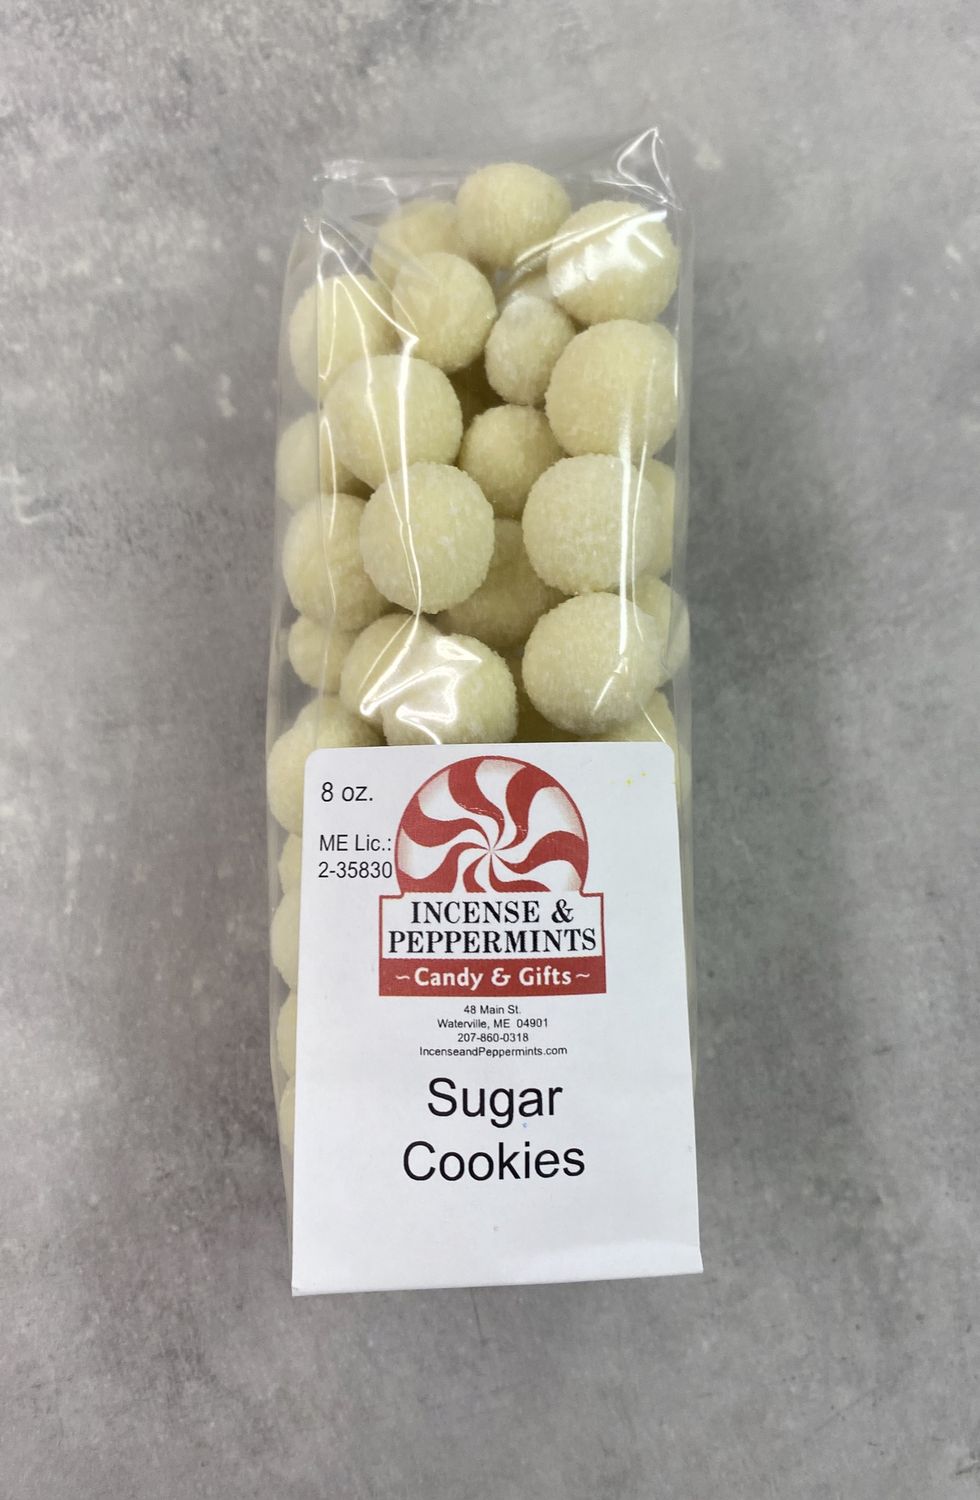 8 oz.
ME Lic.:
2-35830
INCENSE &
PEPPERMINTS
~Candy & Gifts~
48 Main St.
Waterville, ME 04901
207-860-0318
IncenseandPeppermints.com
Sugar
Cookies